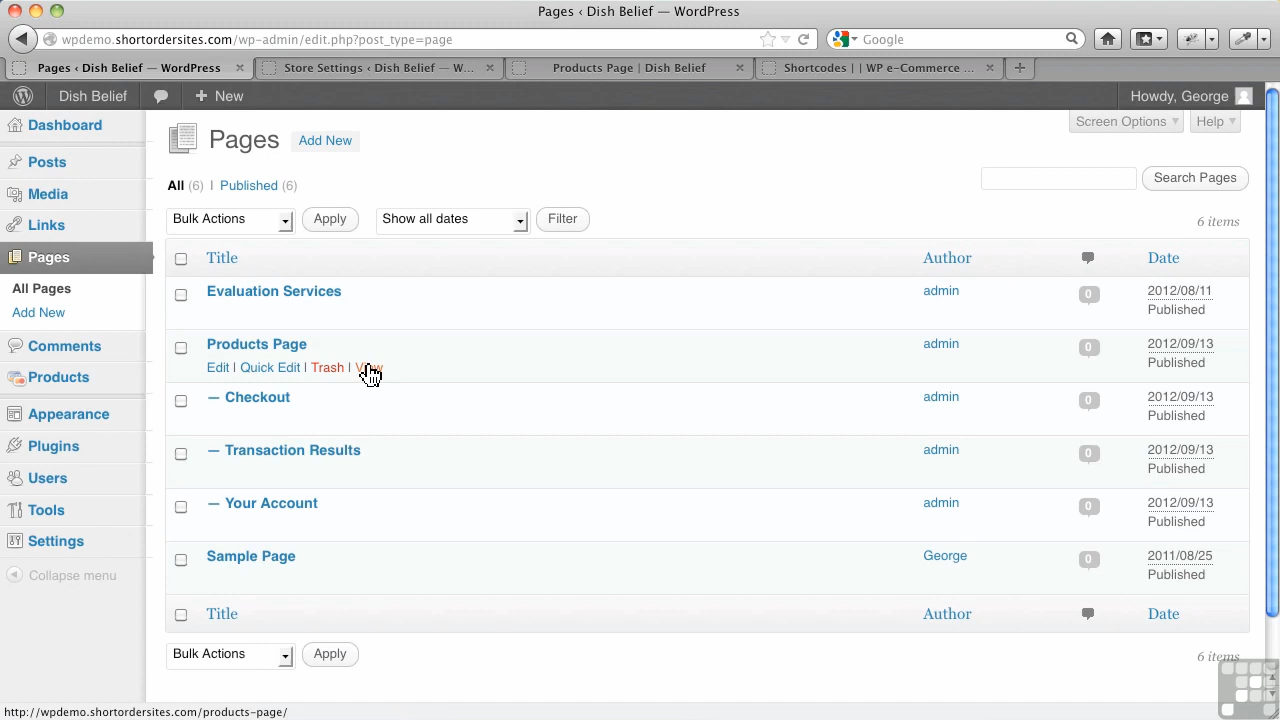 Pages ‹ Dish Belief — WordPress
wpdemo.shortordersites.com/wp-admin/edit.php?post_type=page
Google
Pages ‹ Dish Belief — WordPress
Store Settings ‹ Dish Belief — W...
Products Page | Dish Belief
Shortcodes | | WP e-Commerce ...
Dish Belief
New
Howdy, George
Dashboard
Posts
Media
Links
Pages
All Pages
Add New
Comments
Products
Appearance
Plugins
Users
Tools
Settings
Collapse menu
Pages
Add New
Screen Options
Help
All (6) | Published (6)
Search Pages
Bulk Actions
Apply
Show all dates
Filter
6 items
Title Author Date
Evaluation Services admin 0 2012/08/11
Published
Products Page admin 0 2012/09/13
Published
Edit | Quick Edit | Trash | View
— Checkout admin 0 2012/09/13
Published
— Transaction Results admin 0 2012/09/13
Published
— Your Account admin 0 2012/09/13
Published
Sample Page George 0 2011/08/25
Published
Title Author Date
Bulk Actions
Apply
6 items
http://wpdemo.shortordersites.com/products-page/